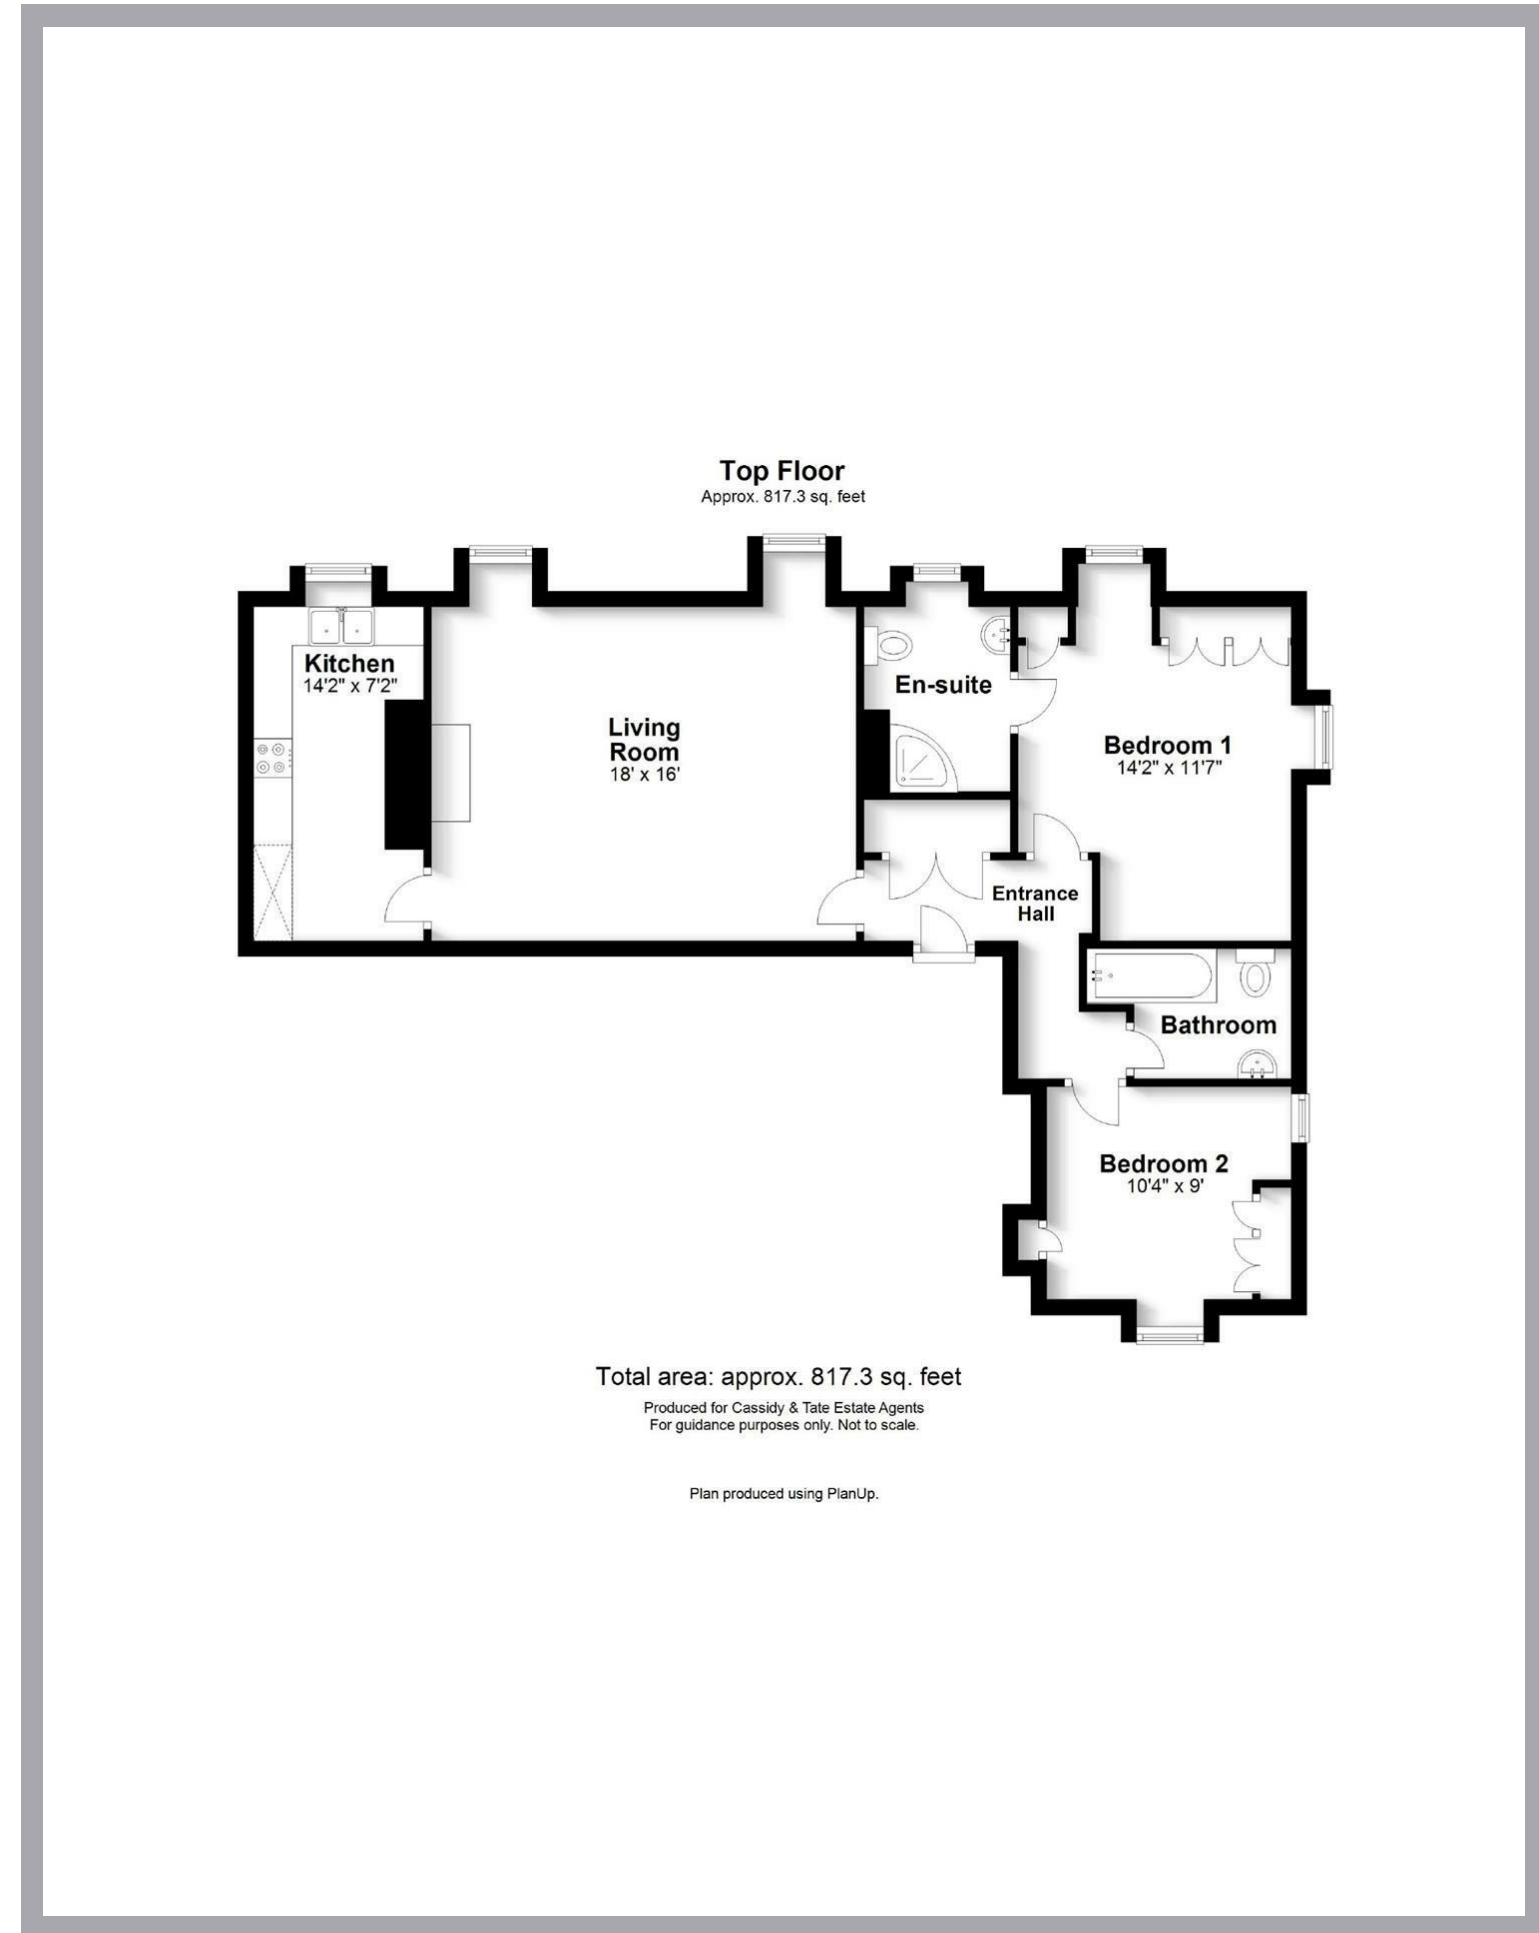 Top Floor
Approx. 817.3 sq. feet
Kitchen
14'2" x 7'2"
Living
Room
18' x 16'
En-suite
Bedroom 1
14'2" x 11'7"
Entrance
Hall
Bathroom
Bedroom 2
10'4" x 9'
Total area: approx. 817.3 sq. feet
Produced for Cassidy & Tate Estate Agents
For guidance purposes only. Not to scale.
Plan produced using PlanUp.